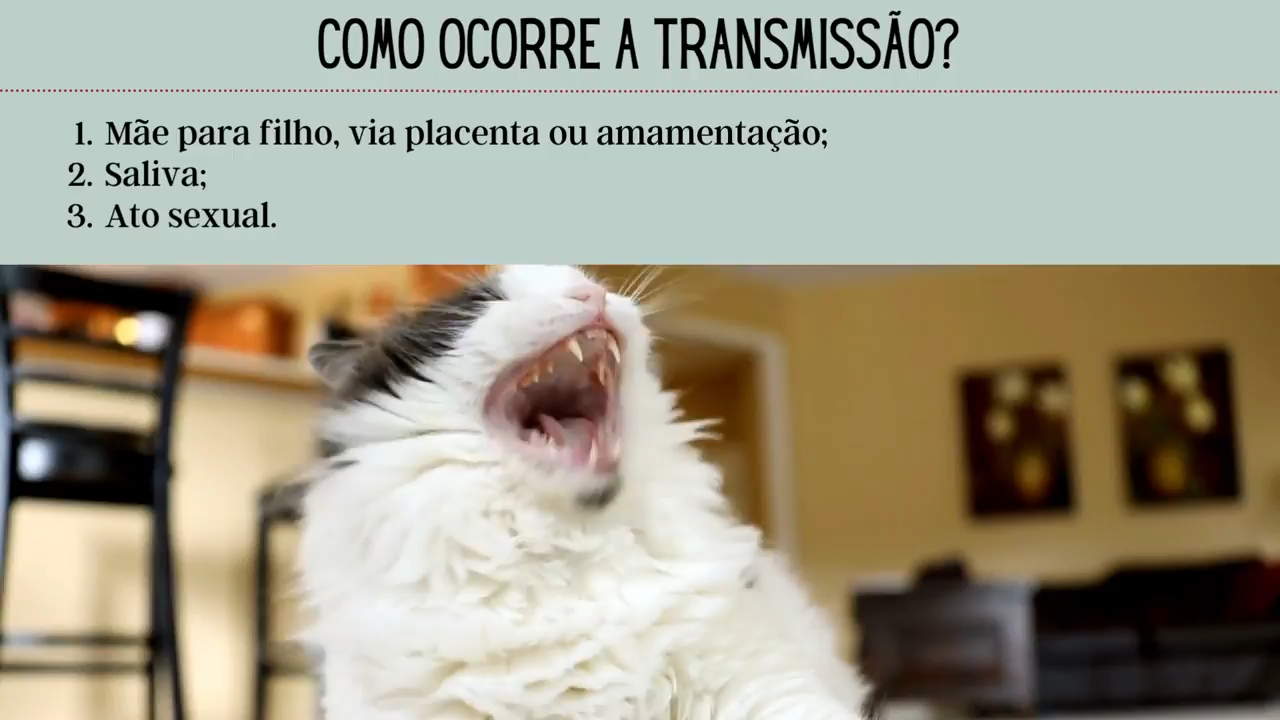 COMO OCORRE A TRANSMISSÃO?
1. Mãe para filho, via placenta ou amamentação;
2. Saliva;
3. Ato sexual.